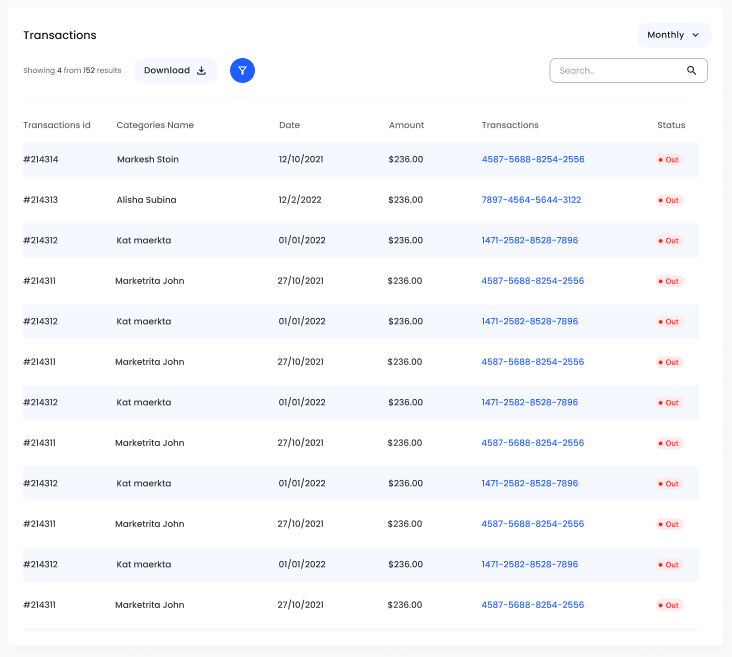 Transactions
Monthly
Showing 4 from 152 results
Download
Search..
Transactions id Categories Name Date Amount Transactions Status
#214314 Markesh Stoin 12/10/2021 $236.00 4587-5688-8254-2556 Out
#214313 Alisha Subina 12/2/2022 $236.00 7897-4564-5644-3122 Out
#214312 Kat maerkta 01/01/2022 $236.00 1471-2582-8528-7896 Out
#214311 Marketrita John 27/10/2021 $236.00 4587-5688-8254-2556 Out
#214312 Kat maerkta 01/01/2022 $236.00 1471-2582-8528-7896 Out
#214311 Marketrita John 27/10/2021 $236.00 4587-5688-8254-2556 Out
#214312 Kat maerkta 01/01/2022 $236.00 1471-2582-8528-7896 Out
#214311 Marketrita John 27/10/2021 $236.00 4587-5688-8254-2556 Out
#214312 Kat maerkta 01/01/2022 $236.00 1471-2582-8528-7896 Out
#214311 Marketrita John 27/10/2021 $236.00 4587-5688-8254-2556 Out
#214312 Kat maerkta 01/01/2022 $236.00 1471-2582-8528-7896 Out
#214311 Marketrita John 27/10/2021 $236.00 4587-5688-8254-2556 Out